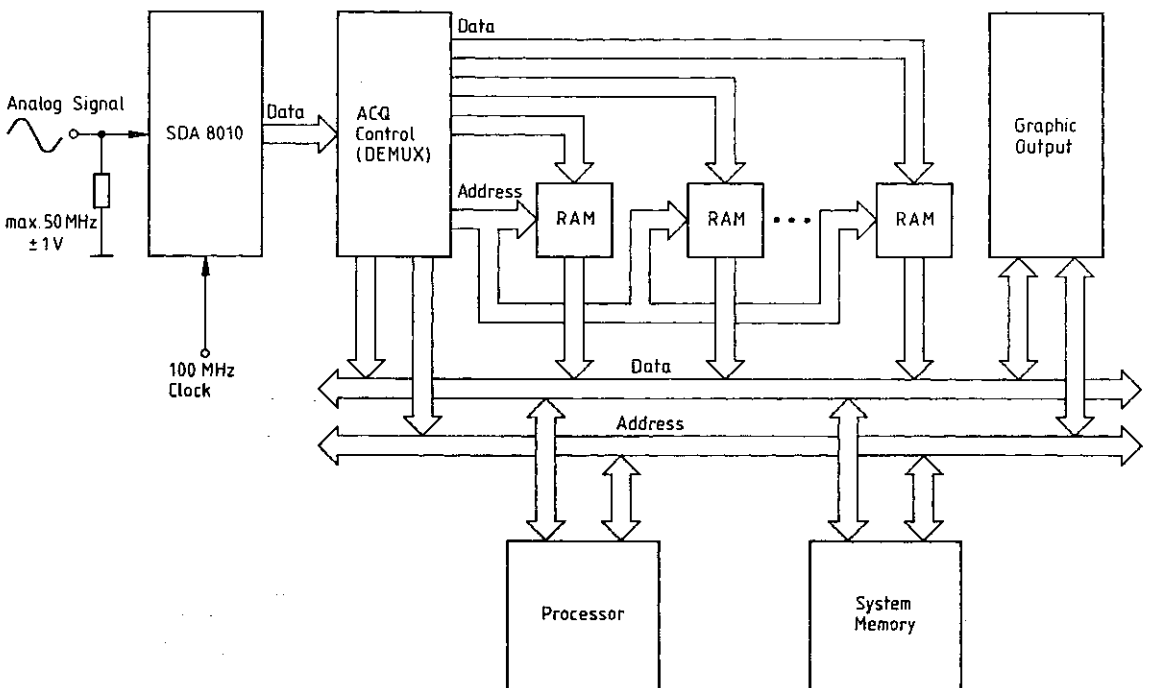 Data
Analog Signal
SDA 8010
Data
ACQ
Control
(DEMUX)
Graphic
Output
Address
RAM
RAM
RAM
max. 50 MHz
± 1 V
100 MHz
Clock
Data
Address
Processor
System
Memory